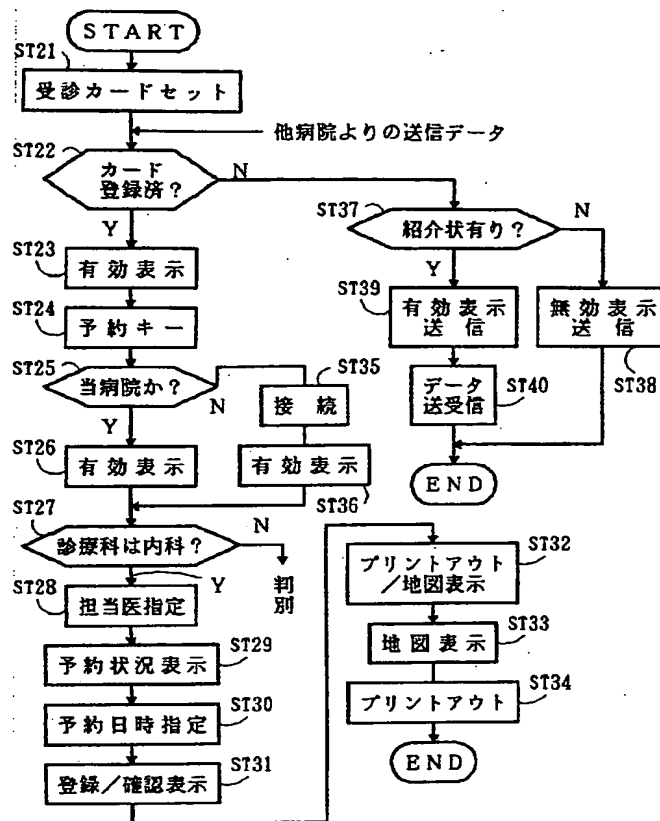 START
ST21
受診カードセット
他病院よりの送信データ
ST22
カード
登録済?
N
Y
ST23
有効表示
ST24
予約キー
ST25
当病院か?
N
Y
ST35
接続
ST26
有効表示
有効表示
ST36
ST27
診療科は内科?
N
判別
Y
ST28
担当医指定
ST29
予約状況表示
ST30
予約日時指定
ST31
登録/確認表示
ST37
紹介状有り?
N
Y
ST39
有効表示
送信
無効表示
送信
ST38
データ
送受信
ST40
END
ST32
プリントアウト
/地図表示
ST33
地図表示
ST34
プリントアウト
END